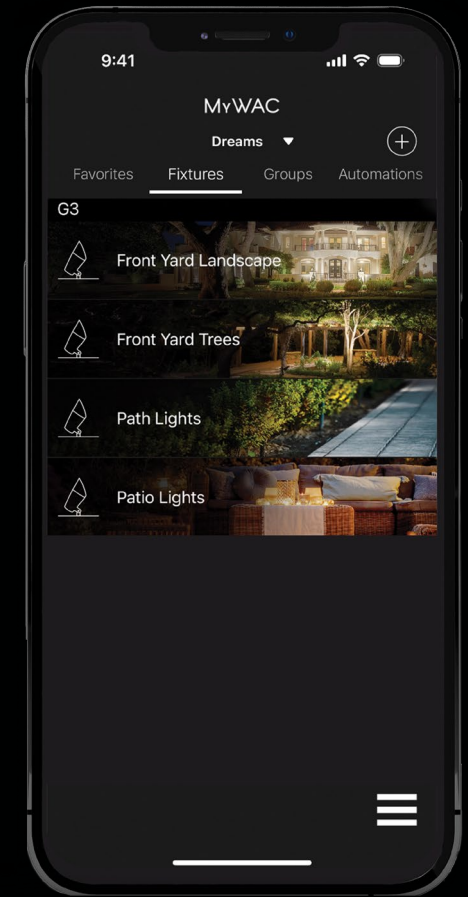 9:41
MyWAC
Dreams
Favorites Fixtures Groups Automations
G3
Front Yard Landscape
Front Yard Trees
Path Lights
Patio Lights